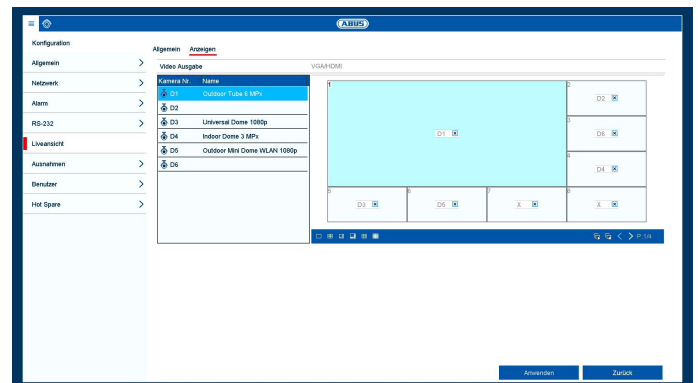 ABUS
Konfiguration
Allgemein
Netzwerk
Alarm
RS-232
Liveansicht
Ausnahmen
Benutzer
Hot Spare
Allgemein Anzeigen
Video Ausgabe VGA/HDMI
Kamera Nr. Name
D1 Outdoor Tube 6 MPx
D2
D3 Universal Dome 1080p
D4 Indoor Dome 3 MPx
D5 Outdoor Mini Dome WLAN 1080p
D6
1
D1
2
D2
3
D6
4
D4
5
D3
6
D5
7
X
8
X
P:1/4
Anwenden Zurück